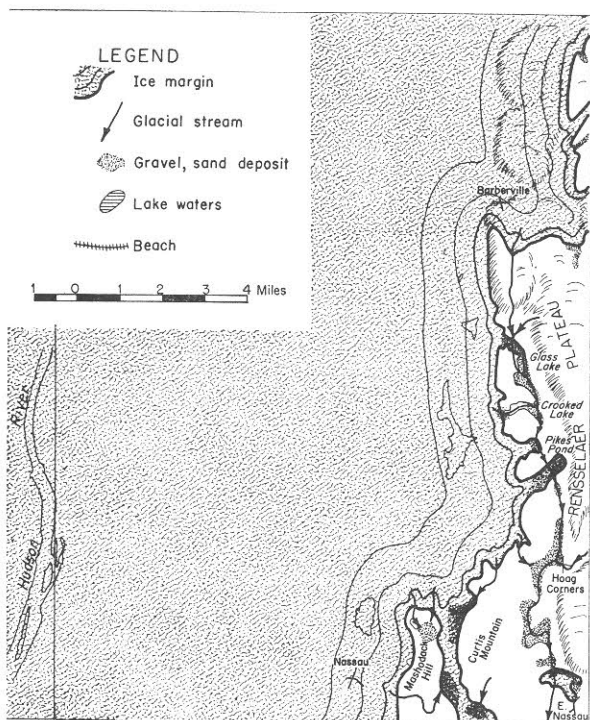 LEGEND
Ice margin
Glacial stream
Gravel, sand deposit
Lake waters
Beach
1 0 1 2 3 4 Miles
Barberville
PLATEAU
Glass
Lake
Crooked
Lake
Pikes
Pond
RENSSELAER
River
Hudson
Hoag
Corners
Nassau
Mashodack
Hill
Curtis
Mountain
E.
Nassau